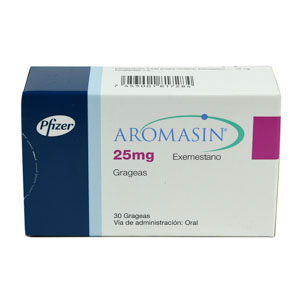 Pfizer
AROMASIN®
25mg Exemestano
Grageas
30 Grageas
Vía de administración: Oral